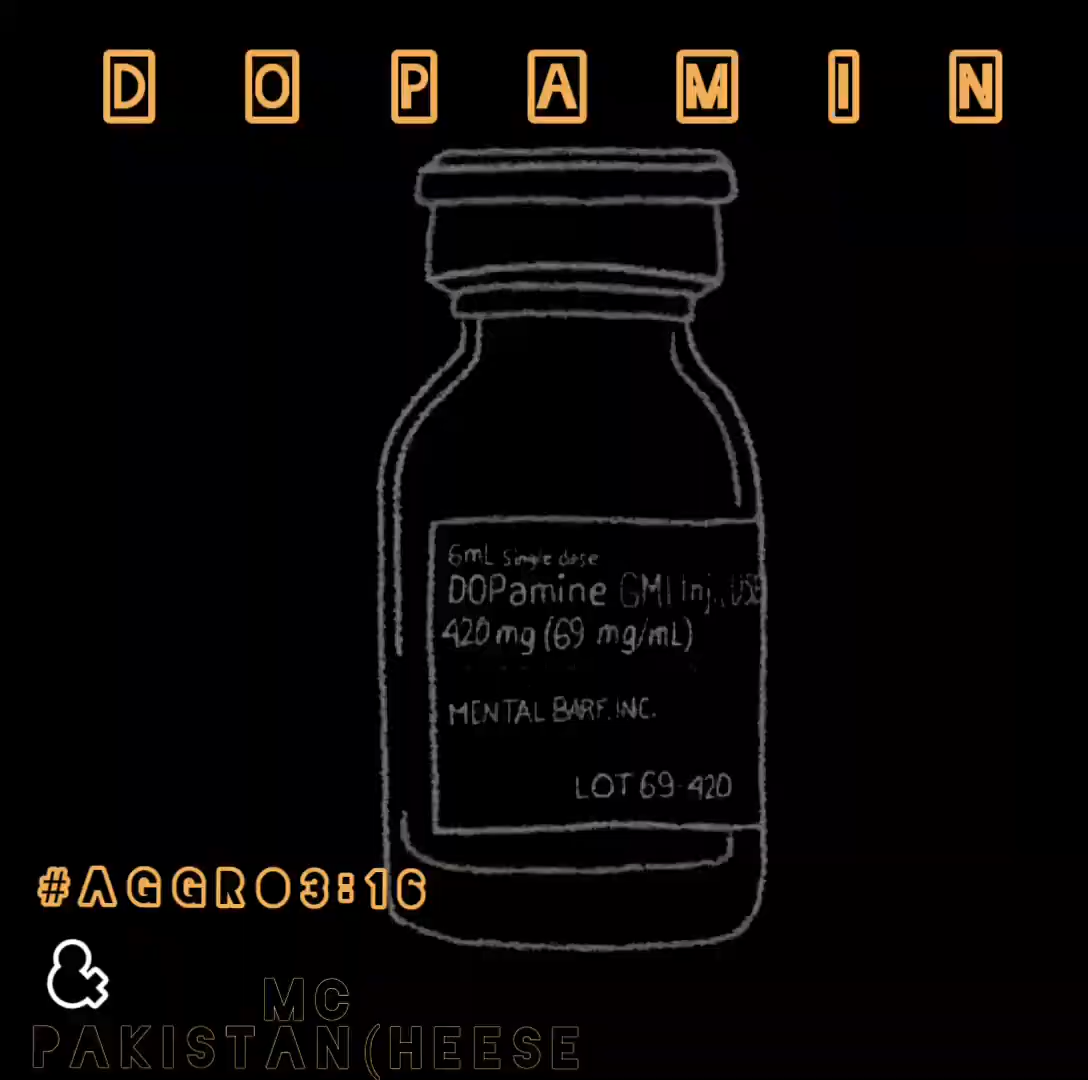 DOPAMIN
6mL Single dose
DOPamine GMI Inj., USE
420 mg (69 mg/mL)
MENTAL BARF. INC.
LOT 69-420
#AGGRO3:16
&
MC
PAKISTAN(HEESE